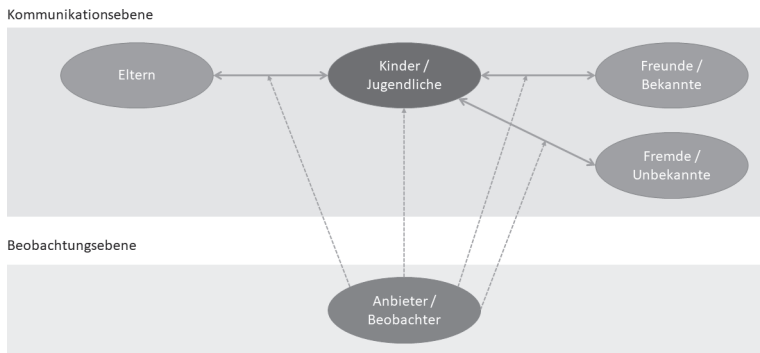 Kommunikationsebene
Eltern
Kinder /
Jugendliche
Freunde /
Bekannte
Fremde /
Unbekannte
Beobachtungsebene
Anbieter /
Beobachter